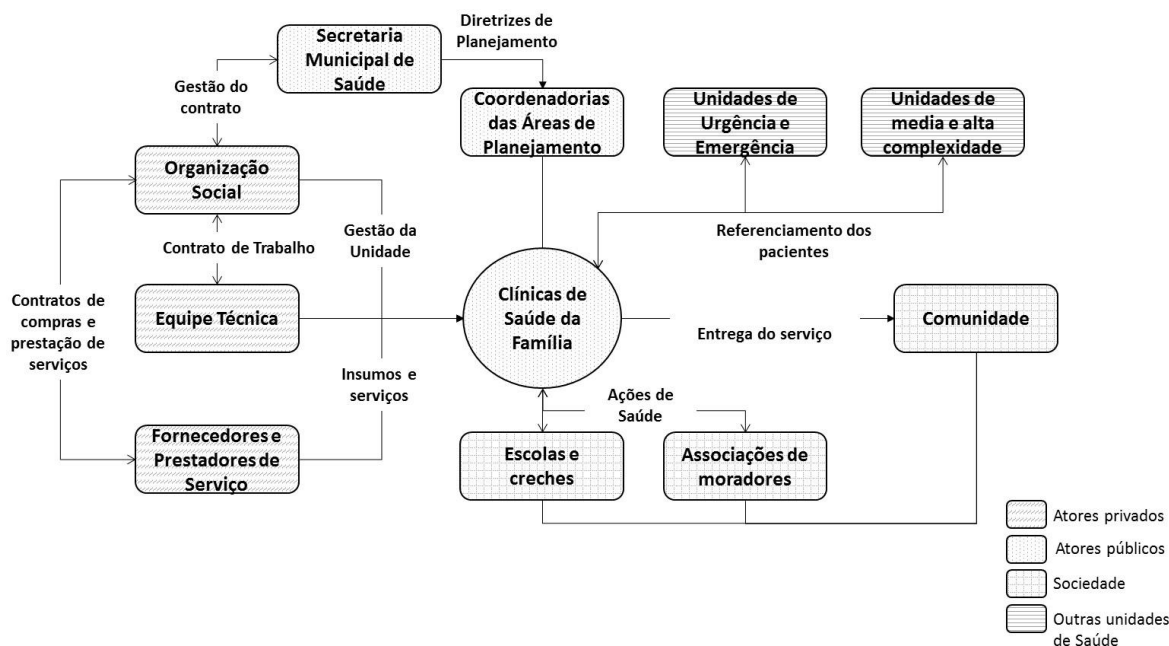 Diretrizes de
Planejamento
Secretaria
Municipal de
Saúde
Gestão do
contrato
Coordenadorias
das Áreas de
Planejamento
Unidades de
Urgência e
Emergência
Unidades de
media e alta
complexidade
Organização
Social
Contrato de Trabalho
Gestão da
Unidade
Referenciamento dos
pacientes
Contratos de
compras e
prestação de
serviços
Equipe Técnica
Clínicas de
Saúde da
Família
Entrega do serviço
Comunidade
Insumos e
serviços
Ações de
Saúde
Fornecedores e
Prestadores de
Serviço
Escolas e
creches
Associações de
moradores
Atores privados
Atores públicos
Sociedade
Outras unidades
de Saúde